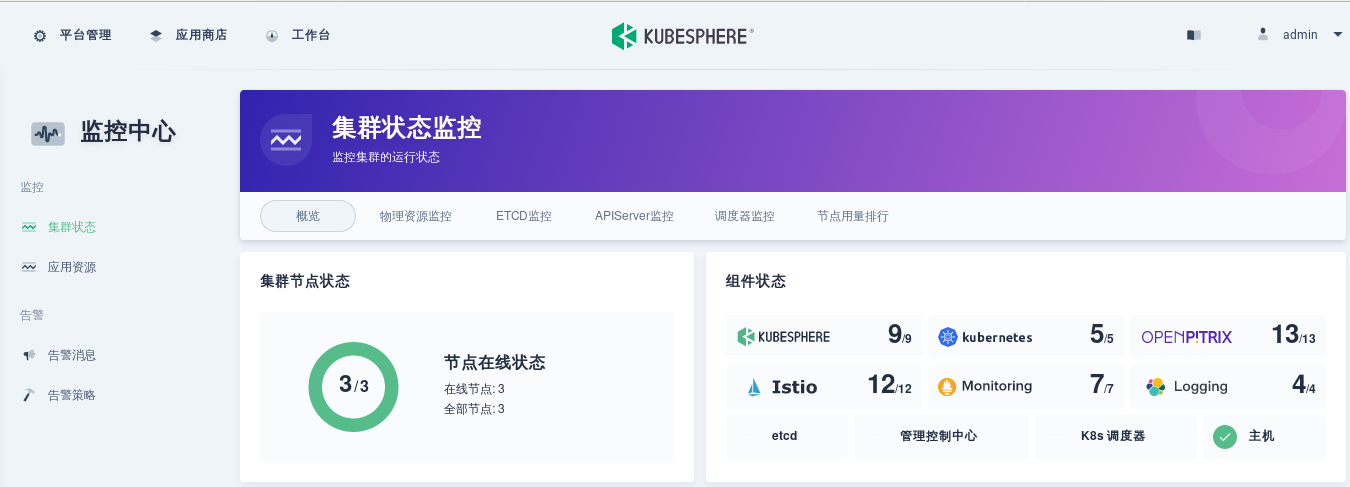 平台管理 应用商店 工作台 KUBESPHERE® admin
监控中心
监控
集群状态
应用资源
告警
告警消息
告警策略
集群状态监控
监控集群的运行状态
概览 物理资源监控 ETCD监控 APIServer监控 调度器监控 节点用量排行
集群节点状态
3/3
节点在线状态
在线节点: 3
全部节点: 3
组件状态
KUBESPHERE 9/9 kubernetes 5/5 OPENPITRIX 13/13
Istio 12/12 Monitoring 7/7 Logging 4/4
etcd 管理控制中心 K8s 调度器 主机